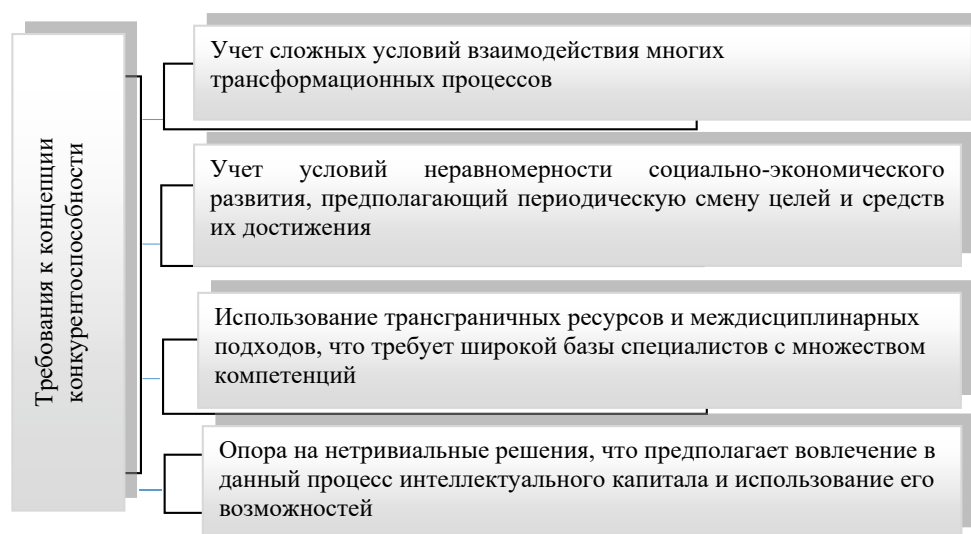 Требования к концепции
конкурентоспособности
Учет сложных условий взаимодействия многих
трансформационных процессов
Учет условий неравномерности социально-экономического
развития, предполагающий периодическую смену целей и средств
их достижения
Использование трансграничных ресурсов и междисциплинарных
подходов, что требует широкой базы специалистов с множеством
компетенций
Опора на нетривиальные решения, что предполагает вовлечение в
данный процесс интеллектуального капитала и использование его
возможностей